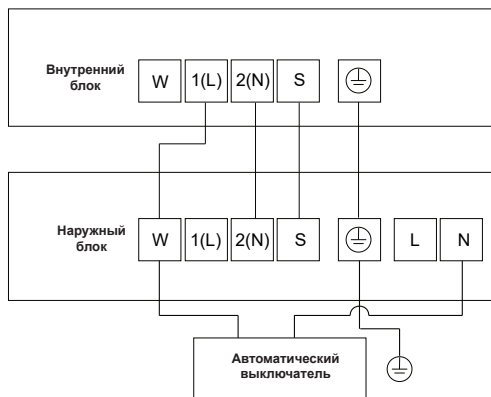 Внутренний
блок
W 1(L) 2(N) S
Наружный
блок
W 1(L) 2(N) S L N
Автоматический
выключатель